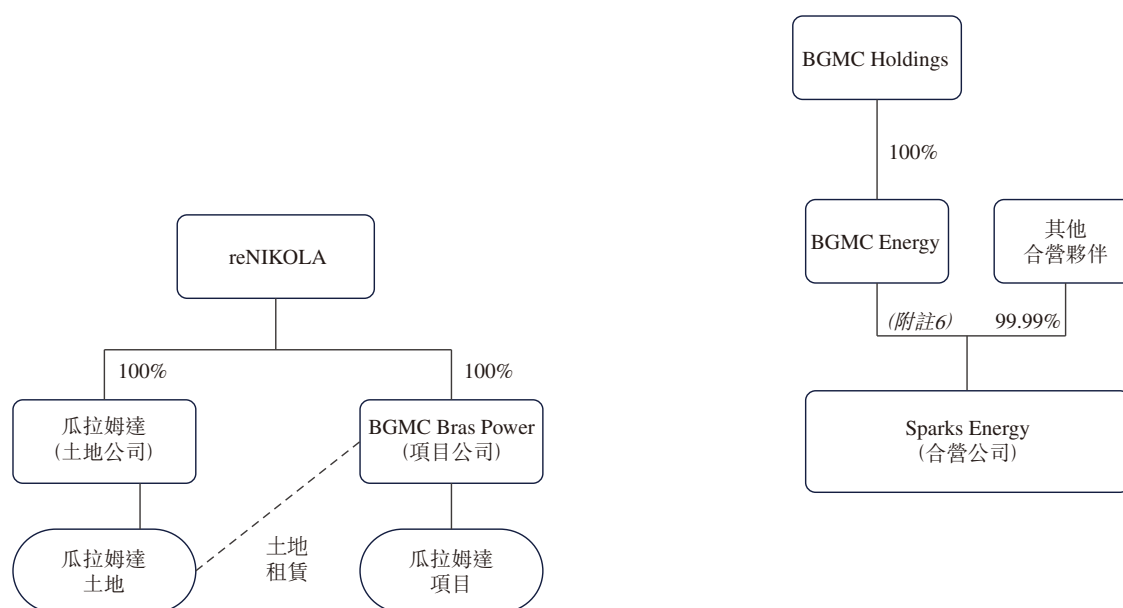 BGMC Holdings
100%
BGMC Energy
其他
合營夥伴
(附註6)
99.99%
Sparks Energy
(合營公司)
reNIKOLA
100%
100%
瓜拉姆達
(土地公司)
BGMC Bras Power
(項目公司)
瓜拉姆達
土地
土地
租賃
瓜拉姆達
項目